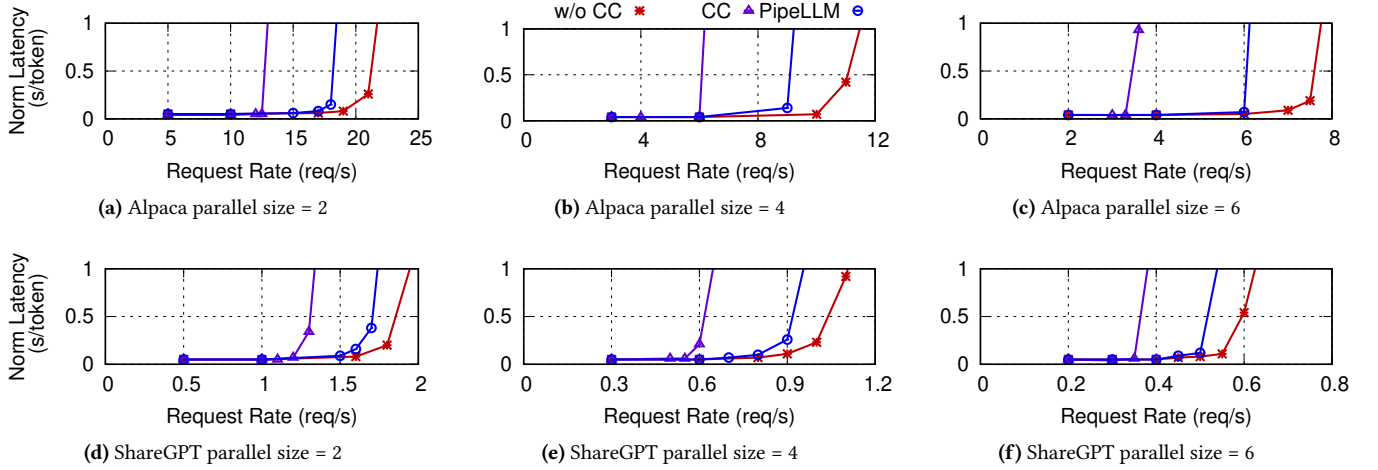 w/o CC CC PipeLLM
Norm Latency
(s/token)
1
0.5
0
0 5 10 15 20 25
Request Rate (req/s)
(a) Alpaca parallel size = 2
1
0.5
0
0 4 8 12
Request Rate (req/s)
(b) Alpaca parallel size = 4
1
0.5
0
0 2 4 6 8
Request Rate (req/s)
(c) Alpaca parallel size = 6
Norm Latency
(s/token)
1
0.5
0
0 0.5 1 1.5 2
Request Rate (req/s)
(d) ShareGPT parallel size = 2
1
0.5
0
0 0.3 0.6 0.9 1.2
Request Rate (req/s)
(e) ShareGPT parallel size = 4
1
0.5
0
0 0.2 0.4 0.6 0.8
Request Rate (req/s)
(f) ShareGPT parallel size = 6